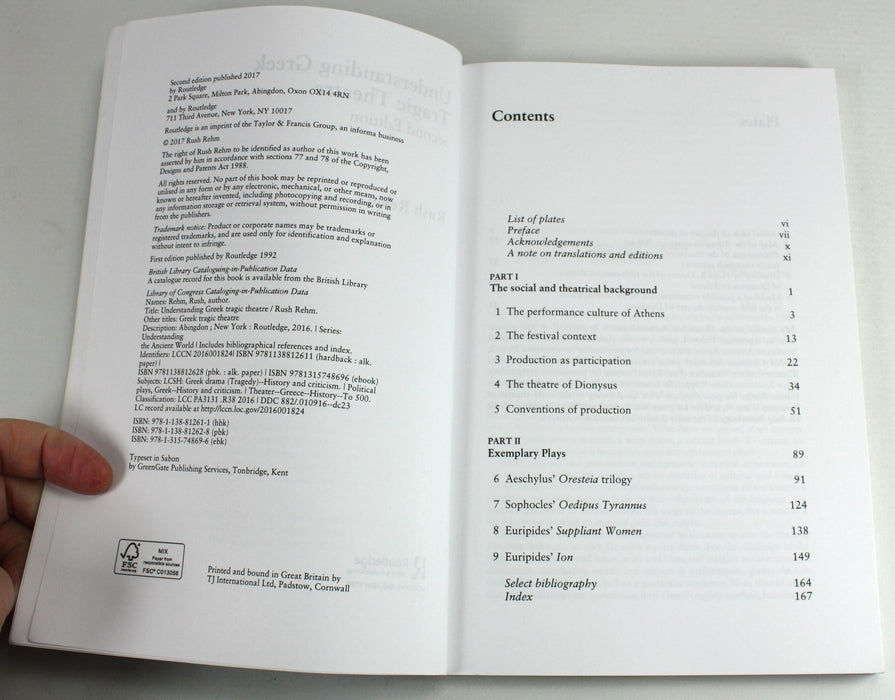 Second edition published 2017
by Routledge
2 Park Square, Milton Park, Abingdon, Oxon OX14 4RN
and by Routledge
711 Third Avenue, New York, NY 10017
Routledge is an imprint of the Taylor & Francis Group, an informa business
© 2017 Rush Rehm
The right of Rush Rehm to be identified as author of this work has been
asserted by him in accordance with sections 77 and 78 of the Copyright,
Designs and Patents Act 1988.
All rights reserved. No part of this book may be reprinted or reproduced or
utilised in any form or by any electronic, mechanical, or other means, now
known or hereafter invented, including photocopying and recording, or in
any information storage or retrieval system, without permission in writing
from the publishers.
Trademark notice: Product or corporate names may be trademarks or
registered trademarks, and are used only for identification and explanation
without intent to infringe.
First edition published by Routledge 1992
British Library Cataloguing-in-Publication Data
A catalogue record for this book is available from the British Library
Library of Congress Cataloging-in-Publication Data
Names: Rehm, Rush, author.
Title: Understanding Greek tragic theatre / Rush Rehm.
Other titles: Greek tragic theatre
Description: Abingdon ; New York : Routledge, 2016. | Series:
Understanding
the Ancient World | Includes bibliographical references and index.
Identifiers: LCCN 2016001824| ISBN 9781138812611 (hardback : alk.
paper) |
ISBN 9781138812628 (pbk. : alk. paper) | ISBN 9781315748696 (ebook)
Subjects: LCSH: Greek drama (Tragedy)--History and criticism. | Political
plays, Greek--History and criticism. | Theater--Greece--History--To 500.
Classification: LCC PA3131 .R38 2016 | DDC 882/.010916--dc23
LC record available at http://lccn.loc.gov/2016001824
ISBN: 978-1-138-81261-1 (hbk)
ISBN: 978-1-138-81262-8 (pbk)
ISBN: 978-1-315-74869-6 (ebk)
Typeset in Sabon
by GreenGate Publishing Services, Tonbridge, Kent
FSC
www.fsc.org
MIX
Paper from
responsible sources
FSC® C013056
Printed and bound in Great Britain by
TJ International Ltd, Padstow, Cornwall
Contents
List of plates vi
Preface vii
Acknowledgements x
A note on translations and editions xi
PART I
The social and theatrical background 1
1 The performance culture of Athens 3
2 The festival context 13
3 Production as participation 22
4 The theatre of Dionysus 34
5 Conventions of production 51
PART II
Exemplary Plays 89
6 Aeschylus' Oresteia trilogy 91
7 Sophocles' Oedipus Tyrannus 124
8 Euripides' Suppliant Women 138
9 Euripides' Ion 149
Select bibliography 164
Index 167